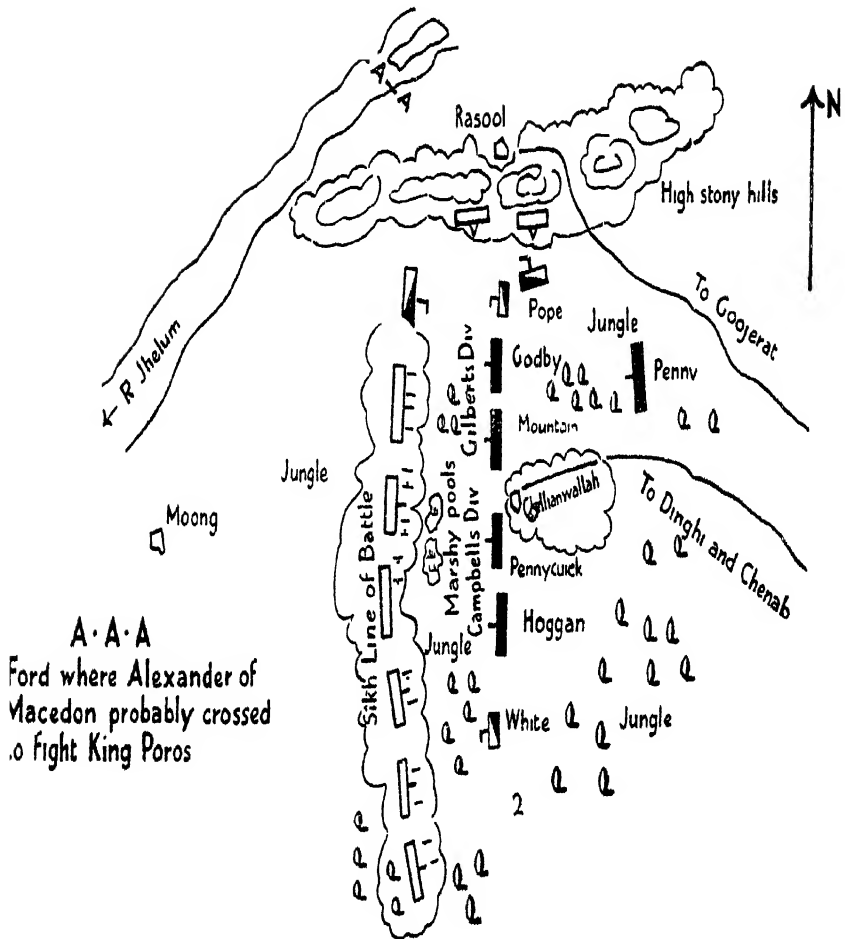 A
A
N
Rasool
High stony hills
To Goojerat
Pope
Jungle
R Jhelum
Gilberts Div
Godby
Penny
Mountain
Jungle
Chillianwallah
To Dinghi and Chenab
Moong
Sikh Line of Battle
Marshy pools
Campbells Div
Pennycuick
Hoggan
Jungle
A·A·A
Ford where Alexander of
Macedon probably crossed
.o Fight King Poros
White
Jungle
2